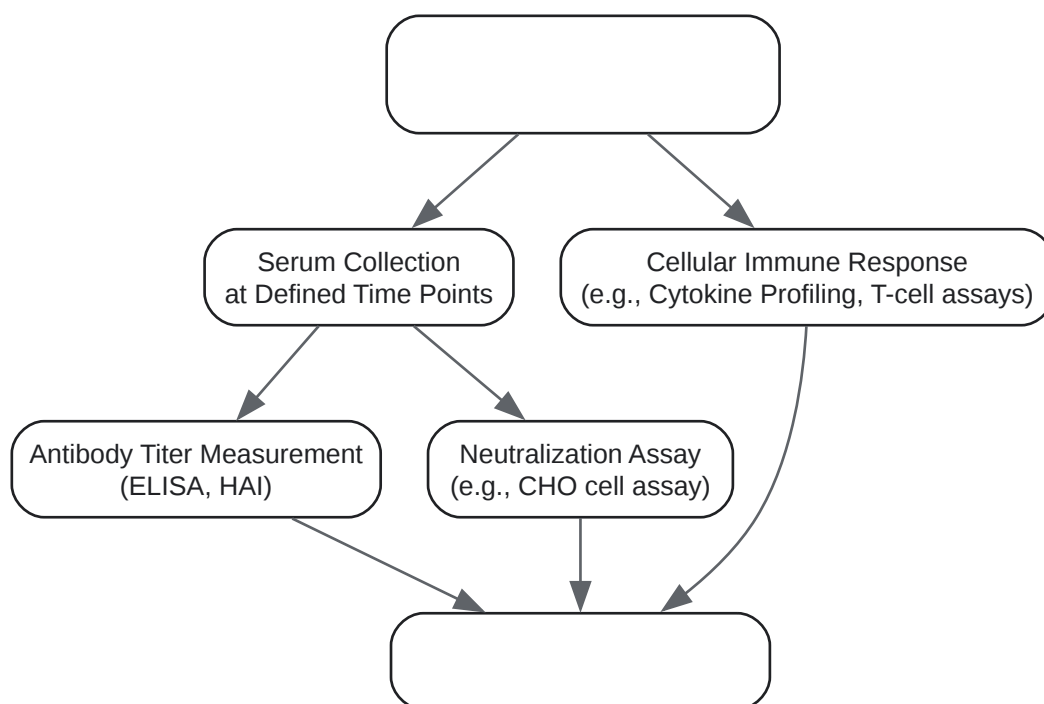 Serum Collection
at Defined Time Points
Cellular Immune Response
(e.g., Cytokine Profiling, T-cell assays)
Antibody Titer Measurement
(ELISA, HAI)
Neutralization Assay
(e.g., CHO cell assay)